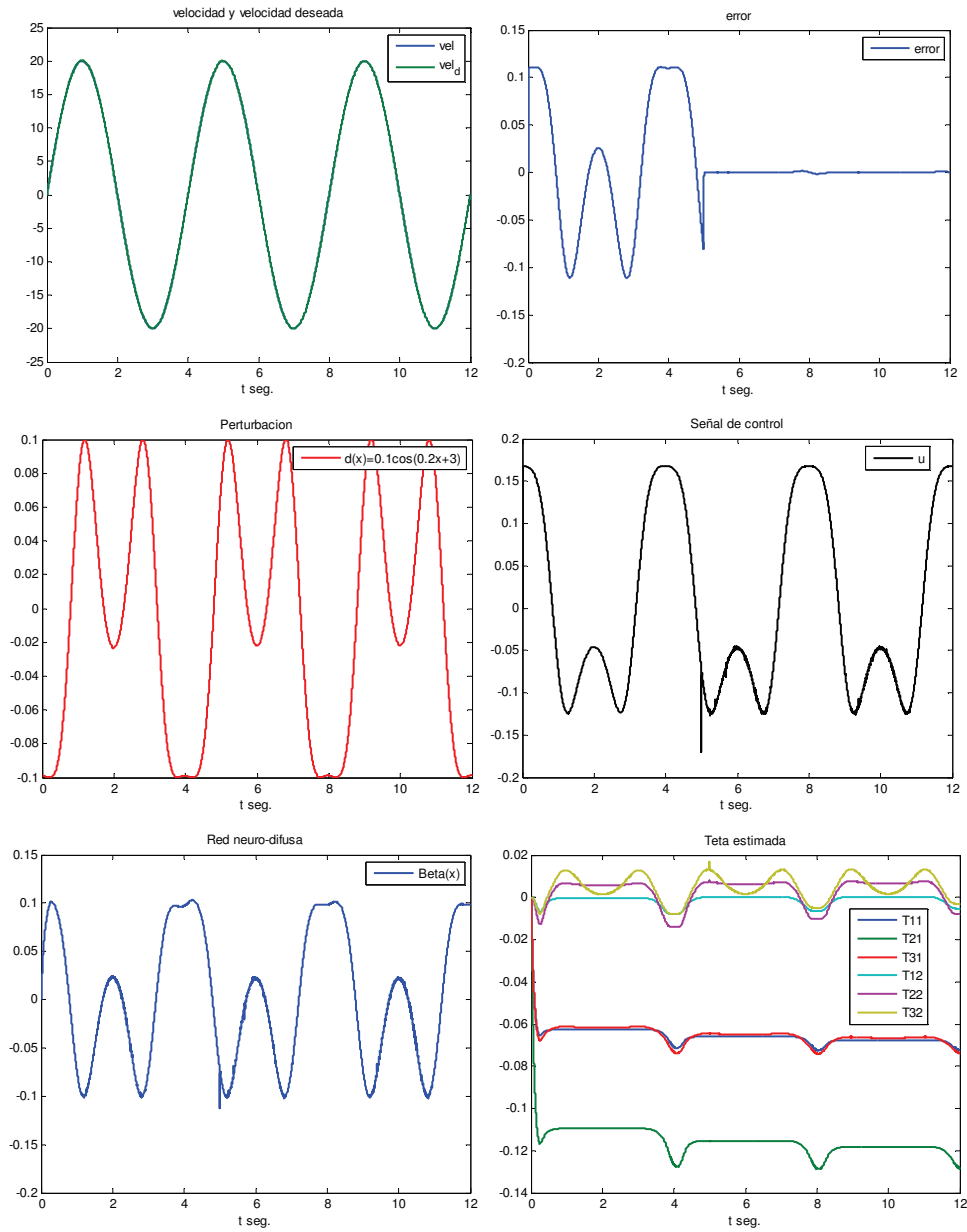 velocidad y velocidad deseada
25
20
15
10
5
0
-5
-10
-15
-20
-25
0 2 4 6 8 10 12
t seg.
vel
vel_d
error
0.15
0.1
0.05
0
-0.05
-0.1
-0.15
-0.2
0 2 4 6 8 10 12
t seg.
error
Perturbacion
0.1
0.08
0.06
0.04
0.02
0
-0.02
-0.04
-0.06
-0.08
-0.1
0 2 4 6 8 10 12
t seg.
d(x)=0.1cos(0.2x+3)
Señal de control
0.2
0.15
0.1
0.05
0
-0.05
-0.1
-0.15
-0.2
0 2 4 6 8 10 12
t seg.
u
Red neuro-difusa
0.15
0.1
0.05
0
-0.05
-0.1
-0.15
-0.2
0 2 4 6 8 10 12
t seg.
Beta(x)
Teta estimada
0.02
0
-0.02
-0.04
-0.06
-0.08
-0.1
-0.12
-0.14
0 2 4 6 8 10 12
t seg.
T11
T21
T31
T12
T22
T32